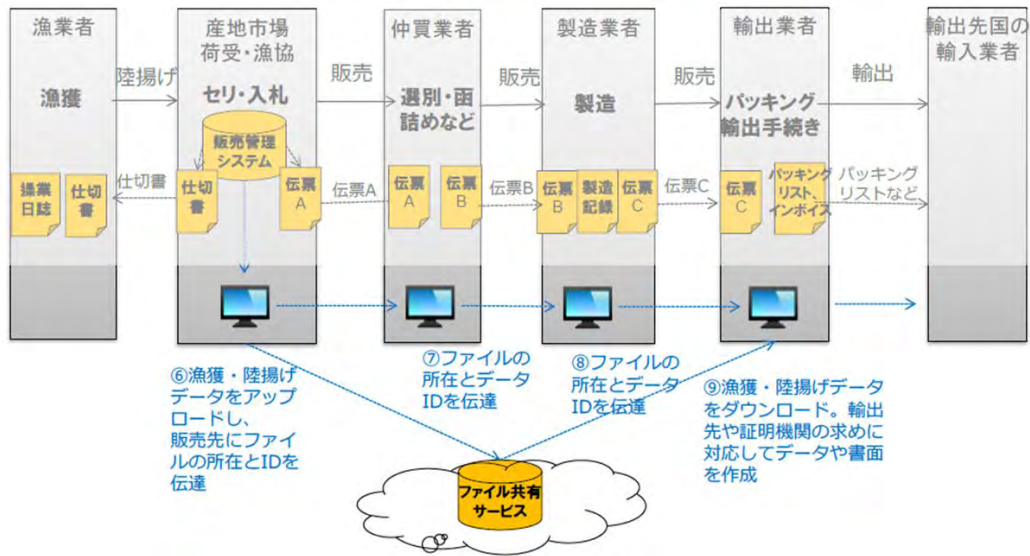 漁業者
産地市場
荷受・漁協
仲買業者
製造業者
輸出業者
輸出先国の
輸入業者
漁獲
陸揚げ
セリ・入札
販売
選別・函
詰めなど
販売
製造
販売
パッキング
輸出手続き
輸出
販売管理
システム
操業
日誌
仕切書
仕切書
仕切
書
伝票
A
伝票A
伝票
A
伝票
B
伝票B
伝票
B
製造
記録
伝票
C
伝票C
伝票
C
パッキング
リスト、
インボイス
パッキング
リストなど
⑥漁獲・陸揚げ
データをアップ
ロードし、
販売先にファイ
ルの所在とIDを
伝達
⑦ファイルの
所在とデータ
IDを伝達
⑧ファイルの
所在とデータ
IDを伝達
⑨漁獲・陸揚げデータ
をダウンロード。輸出
先や証明機関の求めに
対応してデータや書面
を作成
ファイル共有
サービス